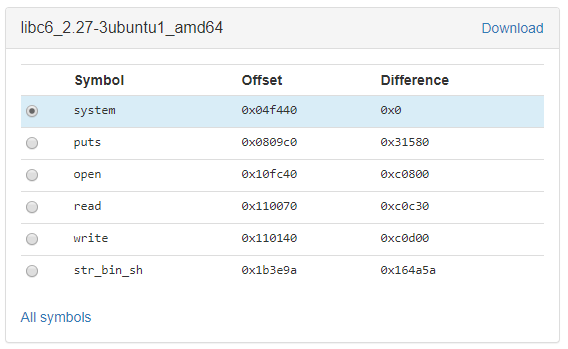 libc6_2.27-3ubuntu1_amd64 Download
Symbol Offset Difference
system 0x04f440 0x0
puts 0x0809c0 0x31580
open 0x10fc40 0xc0800
read 0x110070 0xc0c30
write 0x110140 0xc0d00
str_bin_sh 0x1b3e9a 0x164a5a
All symbols